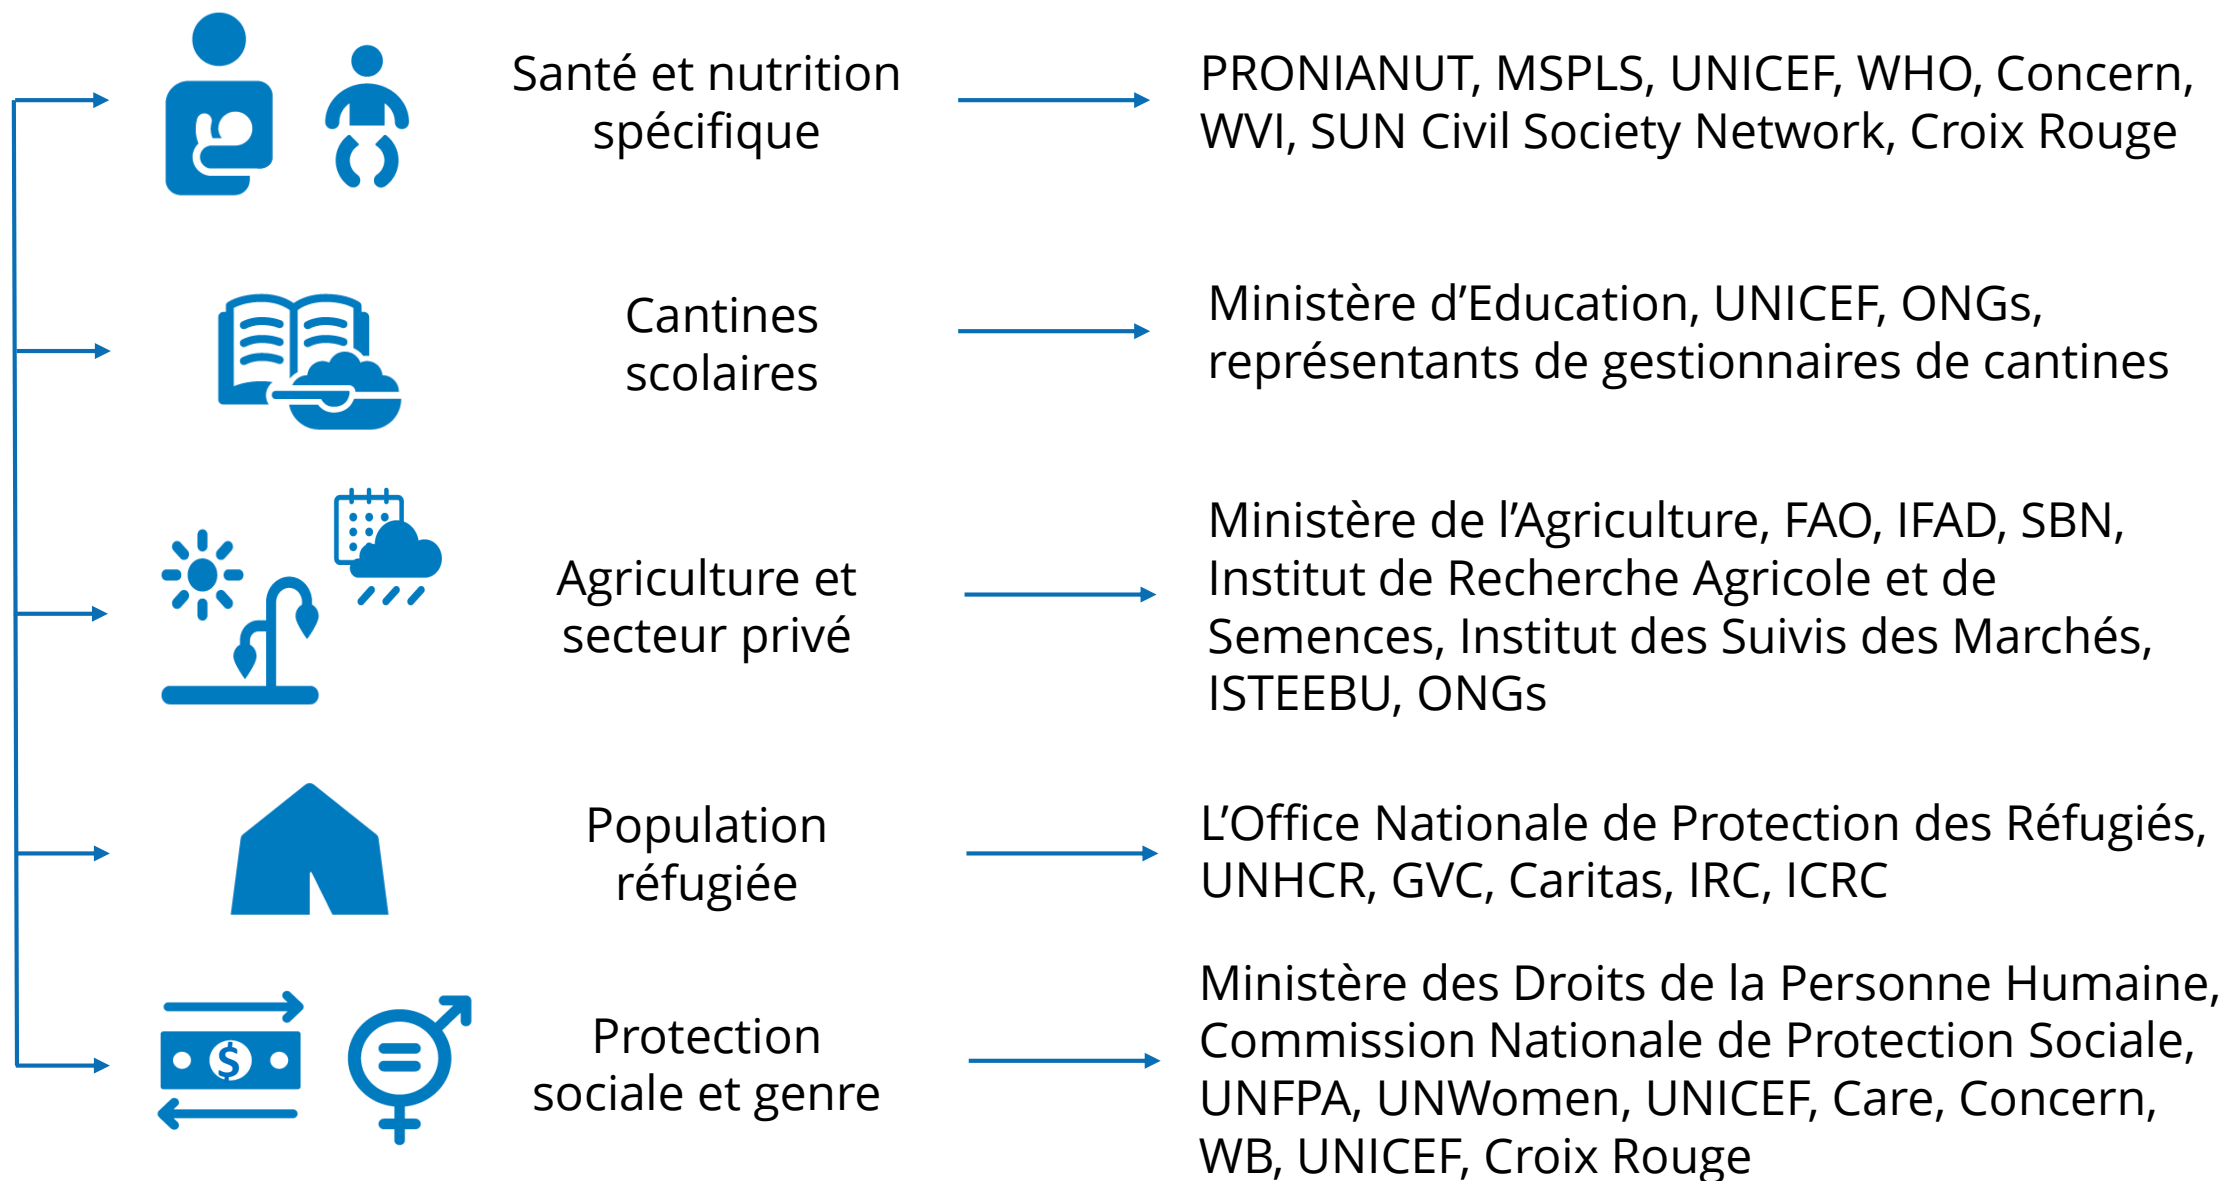 Santé et nutrition
spécifique
PRONIANUT, MSPLS, UNICEF, WHO, Concern,
WVI, SUN Civil Society Network, Croix Rouge
Cantines
scolaires
Ministère d’Education, UNICEF, ONGs,
représentants de gestionnaires de cantines
Agriculture et
secteur privé
Ministère de l’Agriculture, FAO, IFAD, SBN,
Institut de Recherche Agricole et de
Semences, Institut des Suivis des Marchés,
ISTEEBU, ONGs
Population
réfugiée
L’Office Nationale de Protection des Réfugiés,
UNHCR, GVC, Caritas, IRC, ICRC
$
Protection
sociale et genre
Ministère des Droits de la Personne Humaine,
Commission Nationale de Protection Sociale,
UNFPA, UNWomen, UNICEF, Care, Concern,
WB, UNICEF, Croix Rouge